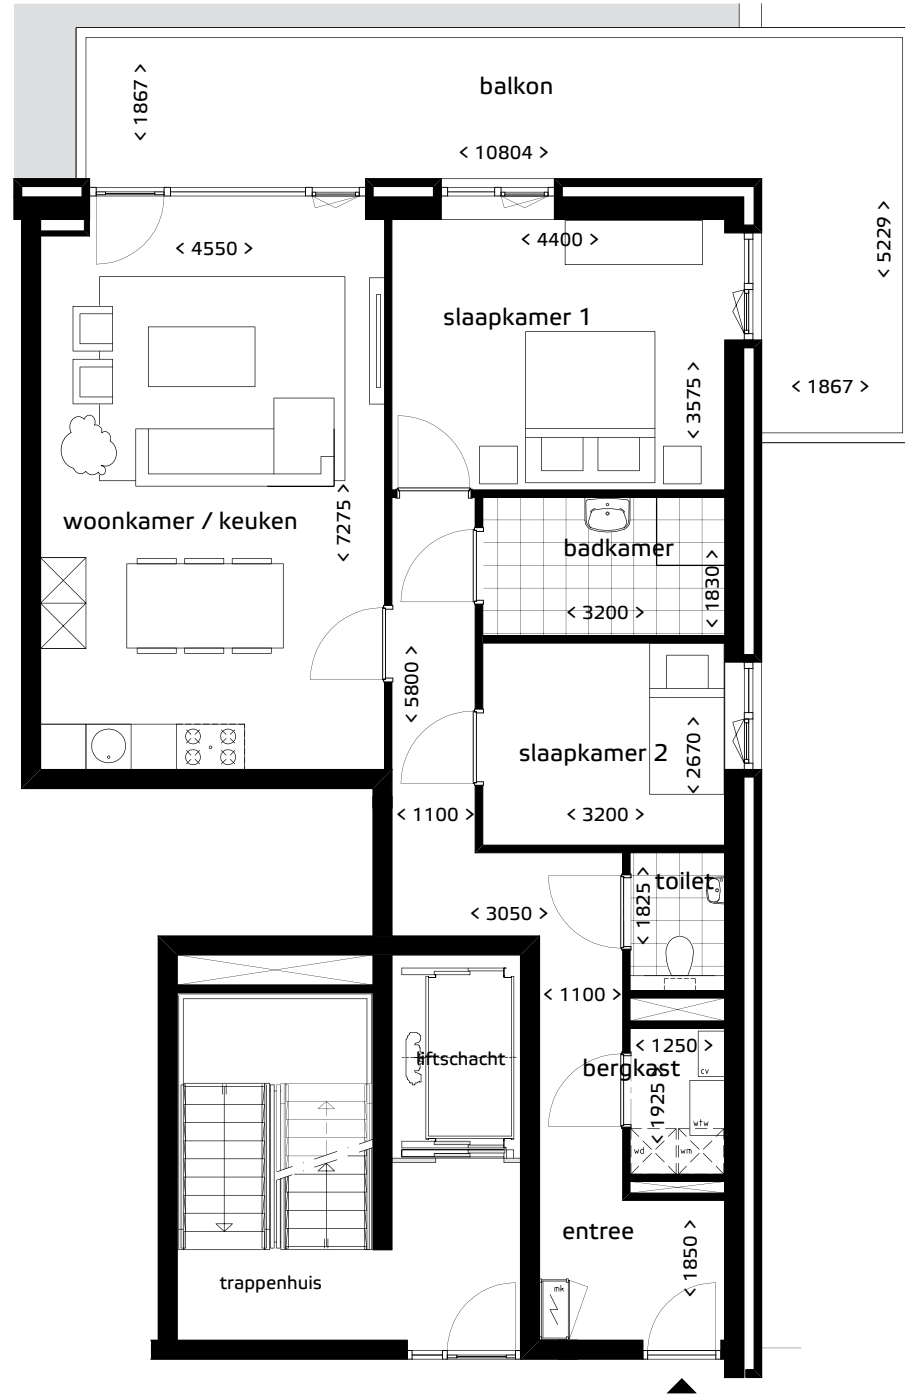 balkon
< 1867 >
< 10804 >
< 5229 >
< 4550 >
< 4400 >
slaapkamer 1
< 3575 >
< 1867 >
woonkamer / keuken
< 7275 >
badkamer
< 1830 >
< 3200 >
< 5800 >
slaapkamer 2
< 2670 >
< 1100 >
< 3200 >
toilet
< 1825 >
< 3050 >
< 1100 >
liftschacht
< 1250 >
bergkast
cv
< 1925 >
wtw
wd
wm
entree
< 1850 >
trappenhuis
mk